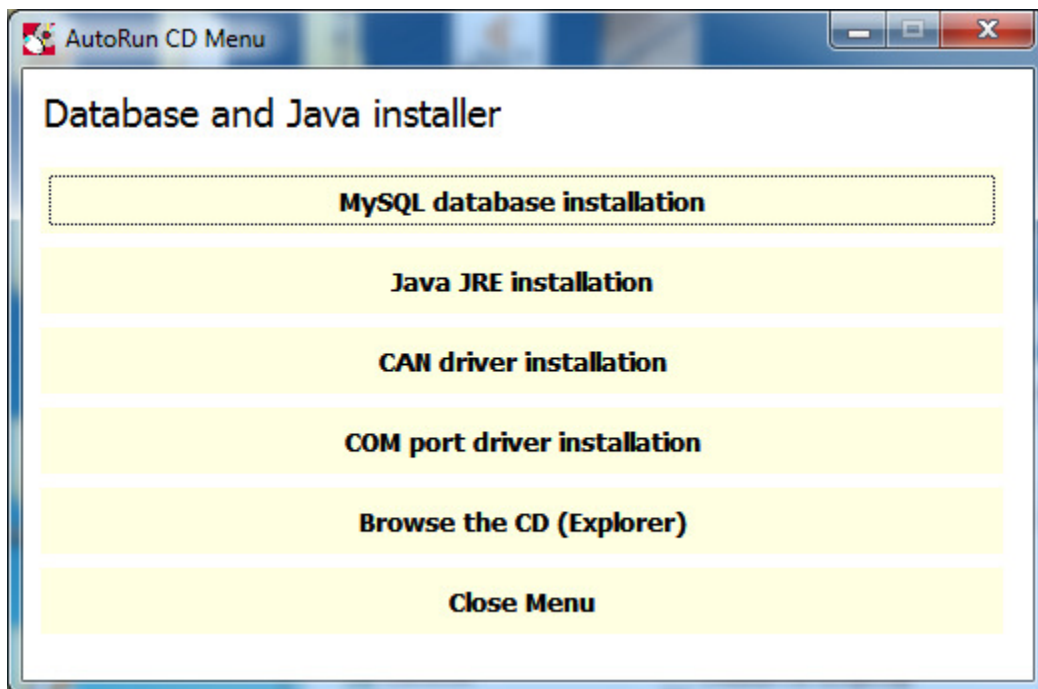 AutoRun CD Menu
Database and Java installer
MySQL database installation
Java JRE installation
CAN driver installation
COM port driver installation
Browse the CD (Explorer)
Close Menu